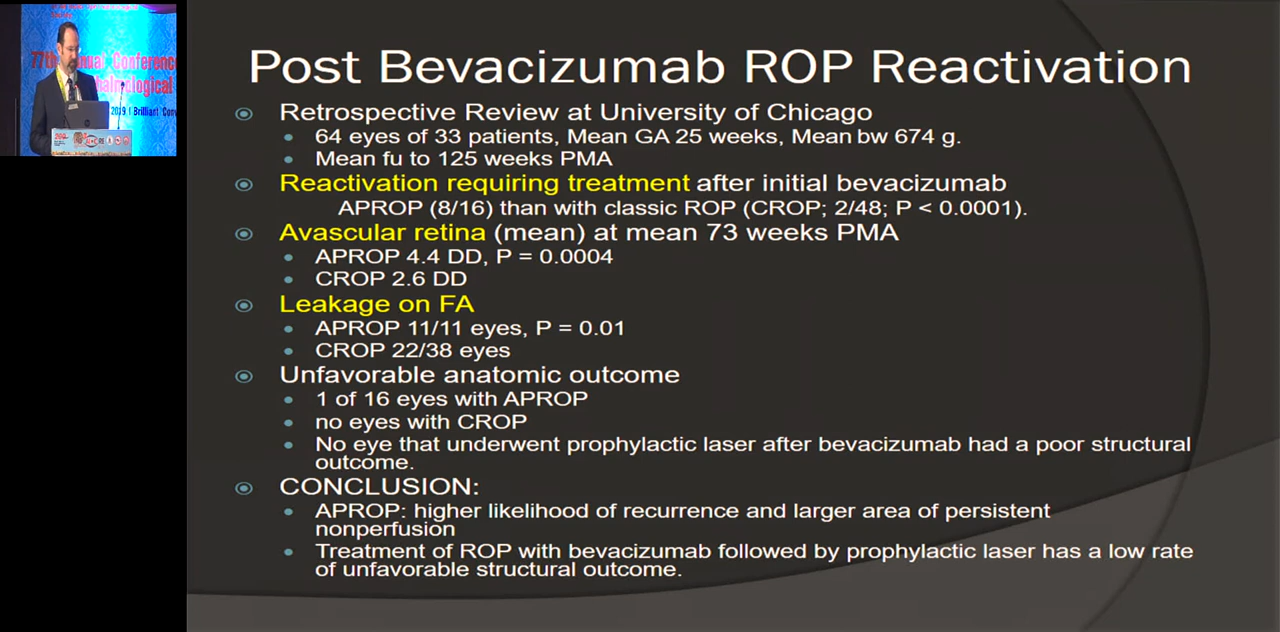 77th Annual Conference
2019 | Brilliant
Post Bevacizumab ROP Reactivation
Retrospective Review at University of Chicago
64 eyes of 33 patients, Mean GA 25 weeks, Mean bw 674 g.
Mean fu to 125 weeks PMA
Reactivation requiring treatment after initial bevacizumab
APROP (8/16) than with classic ROP (CROP; 2/48; P < 0.0001).
Avascular retina (mean) at mean 73 weeks PMA
APROP 4.4 DD, P = 0.0004
CROP 2.6 DD
Leakage on FA
APROP 11/11 eyes, P = 0.01
CROP 22/38 eyes
Unfavorable anatomic outcome
1 of 16 eyes with APROP
no eyes with CROP
No eye that underwent prophylactic laser after bevacizumab had a poor structural
outcome.
CONCLUSION:
APROP: higher likelihood of recurrence and larger area of persistent
nonperfusion
Treatment of ROP with bevacizumab followed by prophylactic laser has a low rate
of unfavorable structural outcome.